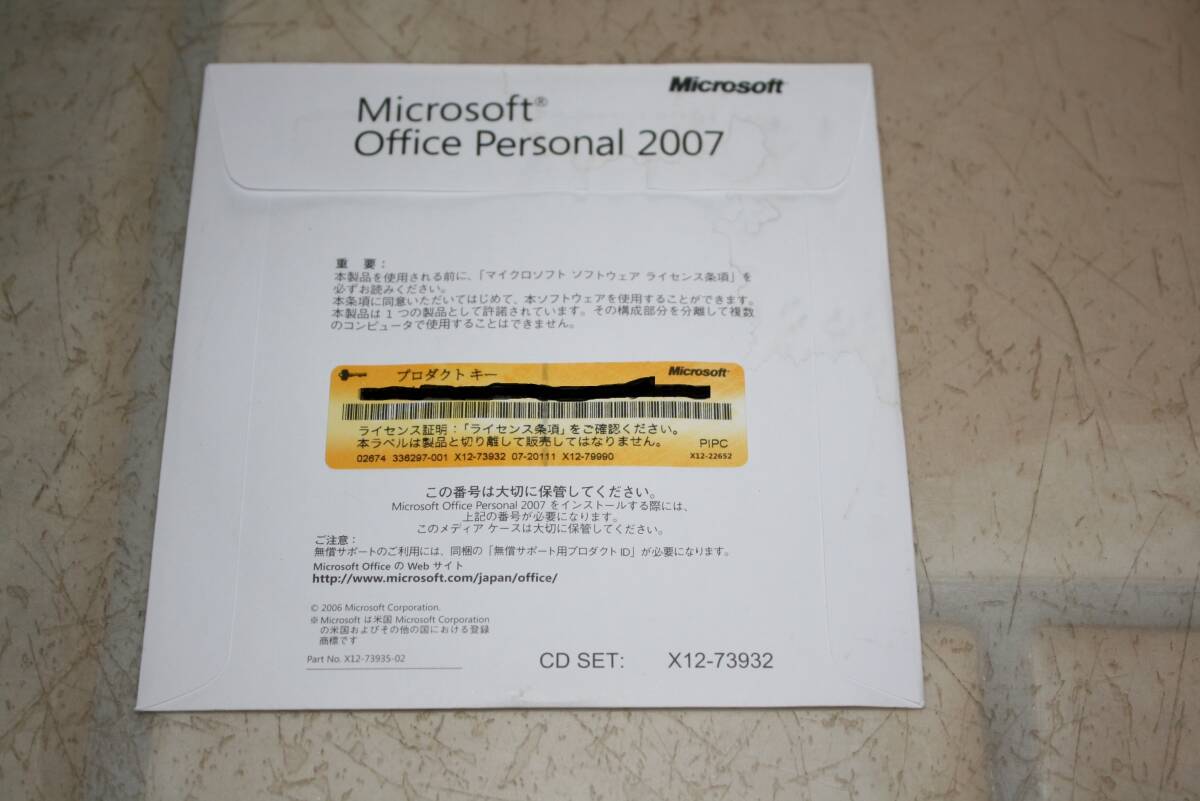 Microsoft
Microsoft®
Office Personal 2007
重 要：
本製品を使用される前に、「マイクロソフト ソフトウェア ライセンス条項」を
必ずお読みください。
本条項に同意いただいてはじめて、本ソフトウェアを使用することができます。
本製品は 1 つの製品として許諾されています。その構成部分を分離して複数
のコンピュータで使用することはできません。
プロダクト キー
Microsoft
ライセンス証明：「ライセンス条項」をご確認ください。
本ラベルは製品と切り離して販売してはなりません。
PIPC
02674 336297-001 X12-73932 07-20111 X12-79990
X12-22652
この番号は大切に保管してください。
Microsoft Office Personal 2007 をインストールする際には、
上記の番号が必要になります。
このメディア ケースは大切に保管してください。
ご注意：
無償サポートのご利用には、同梱の「無償サポート用プロダクト ID」が必要になります。
Microsoft Office の Web サイト
http://www.microsoft.com/japan/office/
© 2006 Microsoft Corporation.
※ Microsoft は米国 Microsoft Corporation
の米国およびその他の国における登録
商標です
Part No. X12-73935-02
CD SET: X12-73932